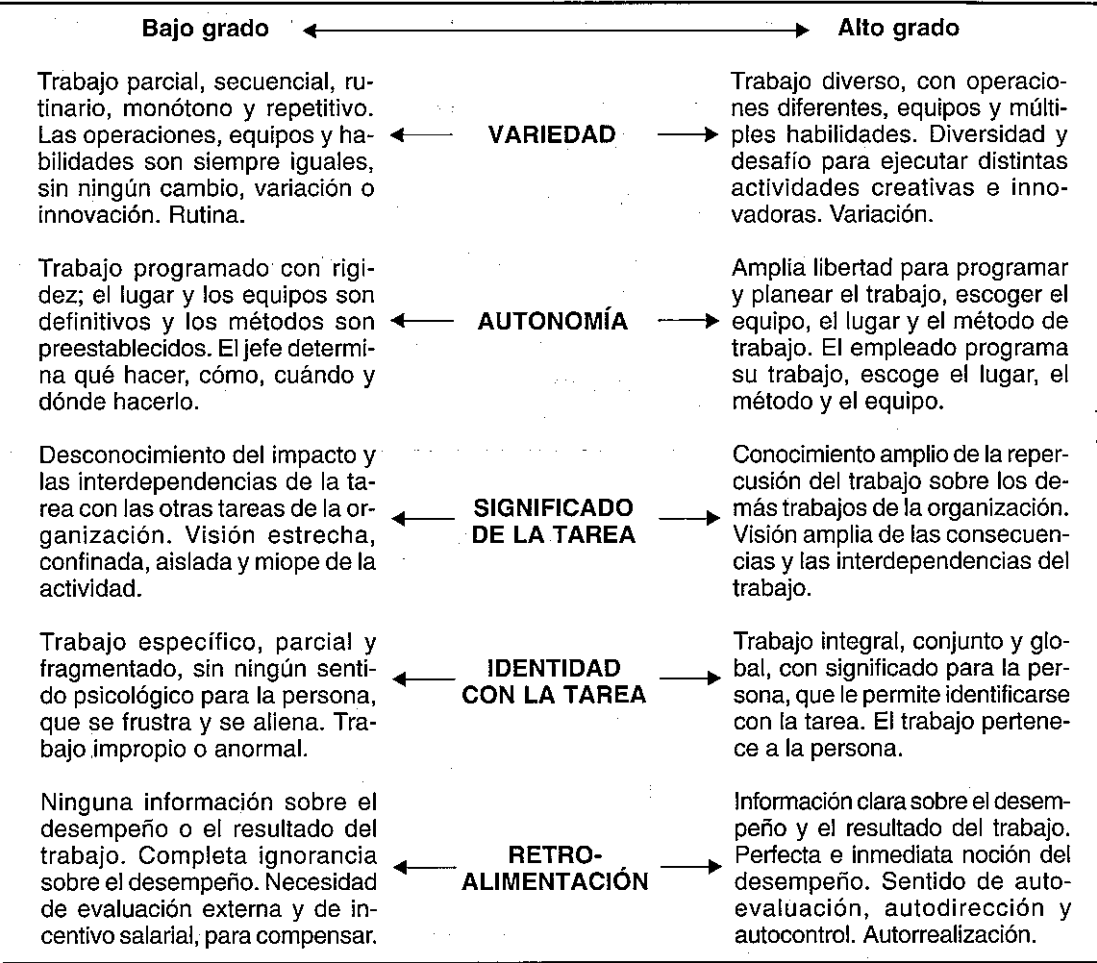 Bajo grado
Alto grado
Trabajo parcial, secuencial, ru-
tinario, monótono y repetitivo.
Las operaciones, equipos y ha-
bilidades son siempre iguales,
sin ningún cambio, variación o
innovación. Rutina.
VARIEDAD
Trabajo diverso, con operacio-
nes diferentes, equipos y múlti-
ples habilidades. Diversidad y
desafío para ejecutar distintas
actividades creativas e inno-
vadoras. Variación.
Trabajo programado con rigi-
dez; el lugar y los equipos son
definitivos y los métodos son
preestablecidos. El jefe determi-
na qué hacer, cómo, cuándo y
dónde hacerlo.
AUTONOMÍA
Amplia libertad para programar
y planear el trabajo, escoger el
equipo, el lugar y el método de
trabajo. El empleado programa
su trabajo, escoge el lugar, el
método y el equipo.
Desconocimiento del impacto y
las interdependencias de la ta-
rea con las otras tareas de la or-
ganización. Visión estrecha,
confinada, aislada y miope de la
actividad.
SIGNIFICADO
DE LA TAREA
Conocimiento amplio de la reper-
cusión del trabajo sobre los de-
más trabajos de la organización.
Visión amplia de las consecuen-
cias y las interdependencias del
trabajo.
Trabajo específico, parcial y
fragmentado, sin ningún senti-
do psicológico para la persona,
que se frustra y se aliena. Tra-
bajo impropio o anormal.
IDENTIDAD
CON LA TAREA
Trabajo integral, conjunto y glo-
bal, con significado para la per-
sona, que le permite identificarse
con la tarea. El trabajo pertene-
ce a la persona.
Ninguna información sobre el
desempeño o el resultado del
trabajo. Completa ignorancia
sobre el desempeño. Necesidad
de evaluación externa y de in-
centivo salarial, para compensar.
RETRO-
ALIMENTACIÓN
Información clara sobre el desem-
peño y el resultado del trabajo.
Perfecta e inmediata noción del
desempeño. Sentido de auto-
evaluación, autodirección y
autocontrol. Autorrealización.